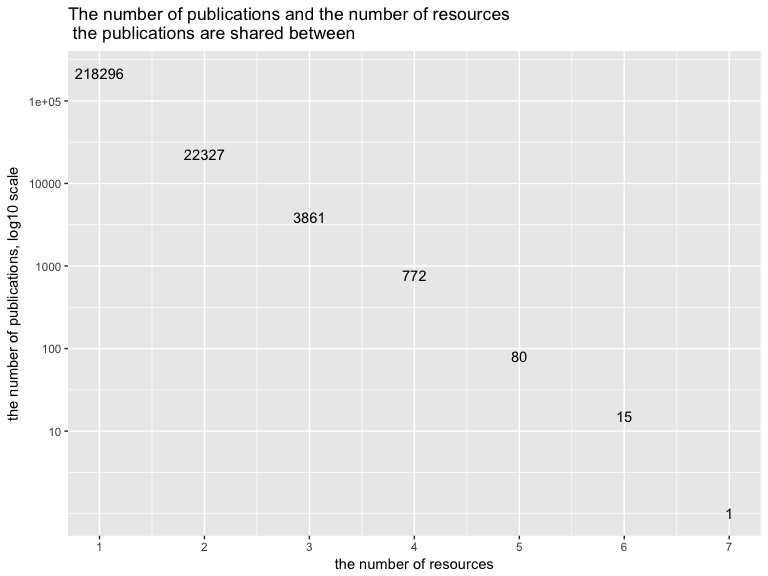 The number of publications and the number of resources
the publications are shared between
218296
1e+05
22327
10000
3861
1000
772
100
80
15
10
1
1 2 3 4 5 6 7
the number of resources
the number of publications, log10 scale